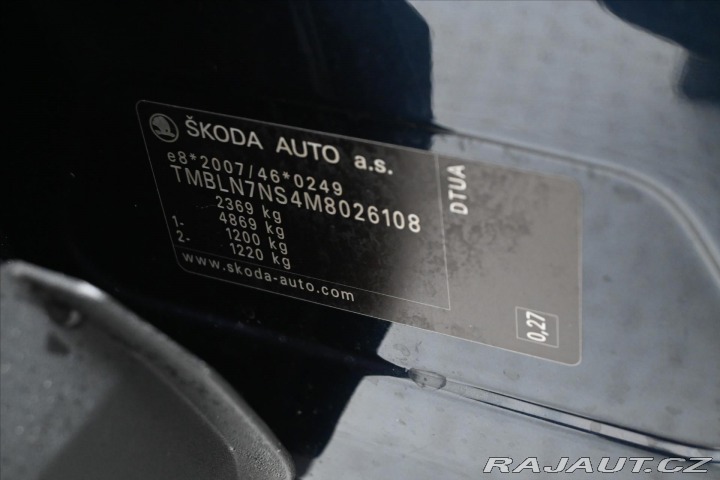 ŠKODA AUTO a.s.
e8*2007/46*0249
TMBLN7NS4M8026108
2369 kg
4869 kg
1- 1200 kg
2- 1220 kg
www.skoda-auto.com
DTUA
0,27
RAJAUT.CZ